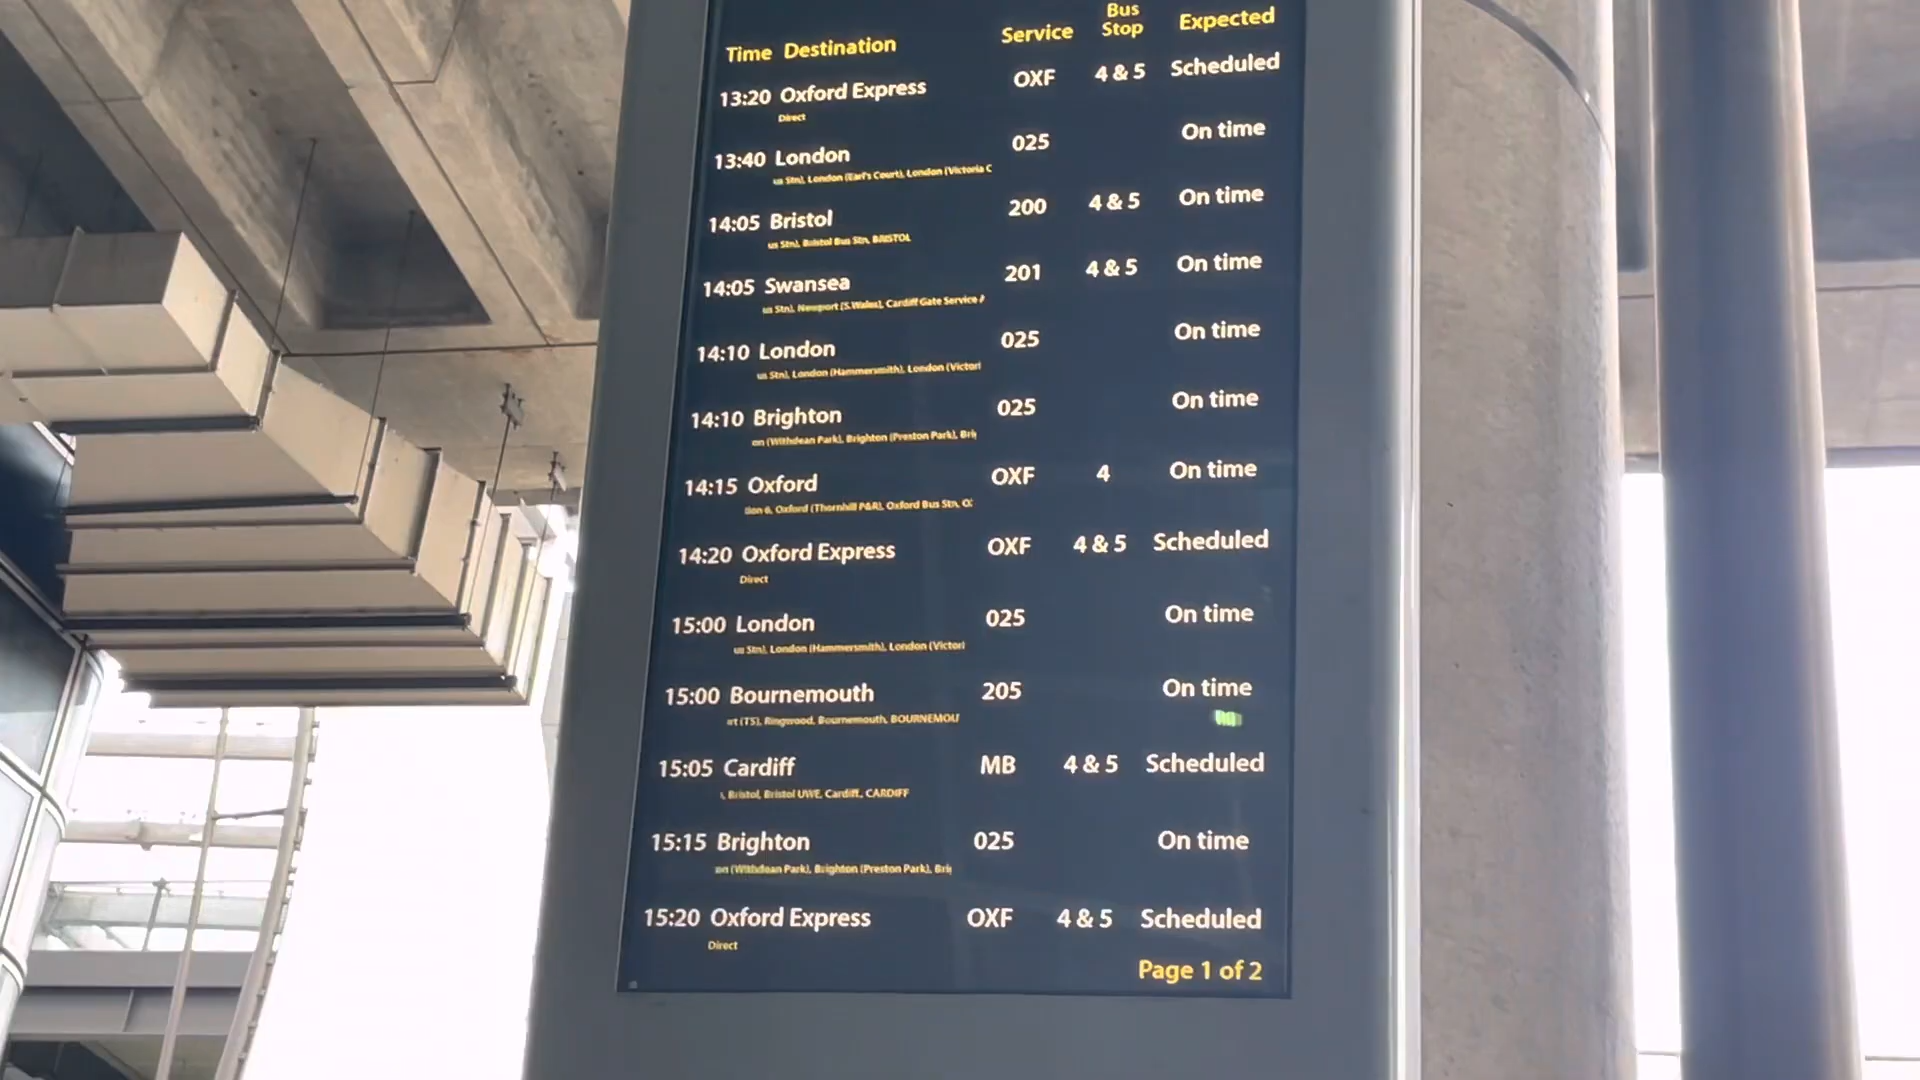 Time Destination Service Bus Stop Expected
13:20 Oxford Express OXF 4 & 5 Scheduled
Direct
13:40 London 025 On time
us Stn), London (Earl's Court), London (Victoria C
14:05 Bristol 200 4 & 5 On time
us Stn), Bristol Bus Stn, BRISTOL
14:05 Swansea 201 4 & 5 On time
us Stn), Newport (S.Wales), Cardiff Gate Service
14:10 London 025 On time
us Stn), London (Hammersmith), London (Victori
14:10 Brighton 025 On time
on (Withdean Park), Brighton (Preston Park), Bri
14:15 Oxford OXF 4 On time
tion 6, Oxford (Thornhill P&R), Oxford Bus Stn,
14:20 Oxford Express OXF 4 & 5 Scheduled
Direct
15:00 London 025 On time
us Stn), London (Hammersmith), London (Victori
15:00 Bournemouth 205 On time
rt (TS), Ringwood, Bournemouth, BOURNEMOU
15:05 Cardiff MB 4 & 5 Scheduled
, Bristol, Bristol UWE, Cardiff, CARDIFF
15:15 Brighton 025 On time
on (Withdean Park), Brighton (Preston Park), Bri
15:20 Oxford Express OXF 4 & 5 Scheduled
Direct
Page 1 of 2